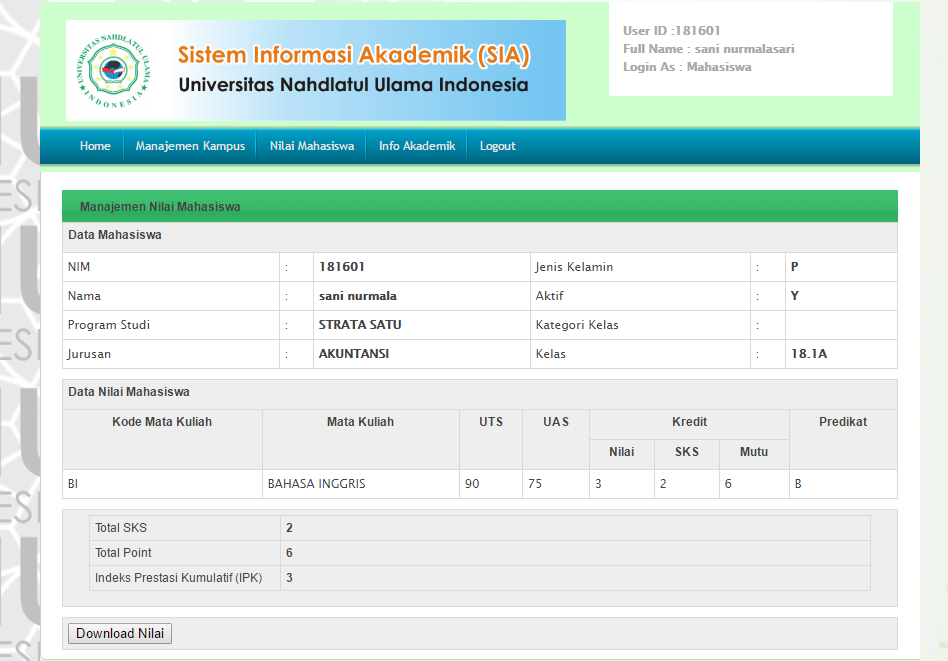 UNIVERSITAS NAHDLATUL ULAMA
INDONESIA
Sistem Informasi Akademik (SIA)
Universitas Nahdlatul Ulama Indonesia
User ID :181601
Full Name : sani nurmalasari
Login As : Mahasiswa
Home Manajemen Kampus Nilai Mahasiswa Info Akademik Logout
Manajemen Nilai Mahasiswa
Data Mahasiswa
NIM : 181601 Jenis Kelamin : P
Nama : sani nurmala Aktif : Y
Program Studi : STRATA SATU Kategori Kelas :
Jurusan : AKUNTANSI Kelas : 18.1A
Data Nilai Mahasiswa
Kode Mata Kuliah Mata Kuliah UTS UAS Kredit Predikat
Nilai SKS Mutu
BI BAHASA INGGRIS 90 75 3 2 6 B
Total SKS 2
Total Point 6
Indeks Prestasi Kumulatif (IPK) 3
Download Nilai